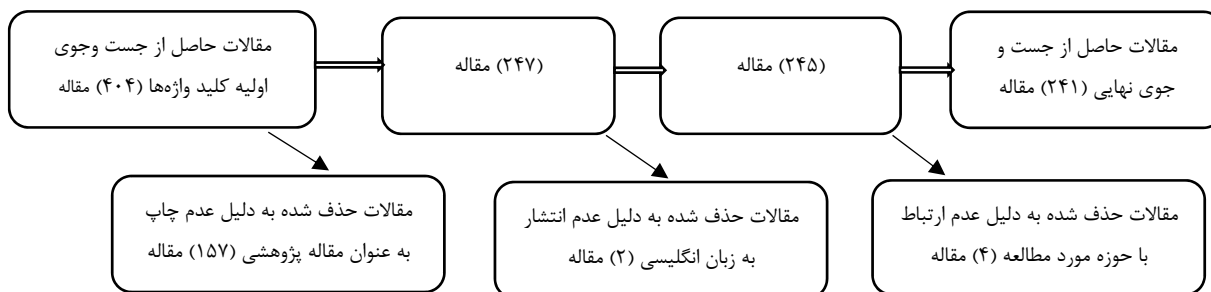 مقالات حاصل از جست وجوی
اولیه کلید واژه‌ها (۴۰۴) مقاله
(۲۴۷) مقاله
(۲۴۵) مقاله
مقالات حاصل از جست و
جوی نهایی (۲۴۱) مقاله
مقالات حذف شده به دلیل عدم چاپ
به عنوان مقاله پژوهشی (۱۵۷) مقاله
مقالات حذف شده به دلیل عدم انتشار
به زبان انگلیسی (۲) مقاله
مقالات حذف شده به دلیل عدم ارتباط
با حوزه مورد مطالعه (۴) مقاله